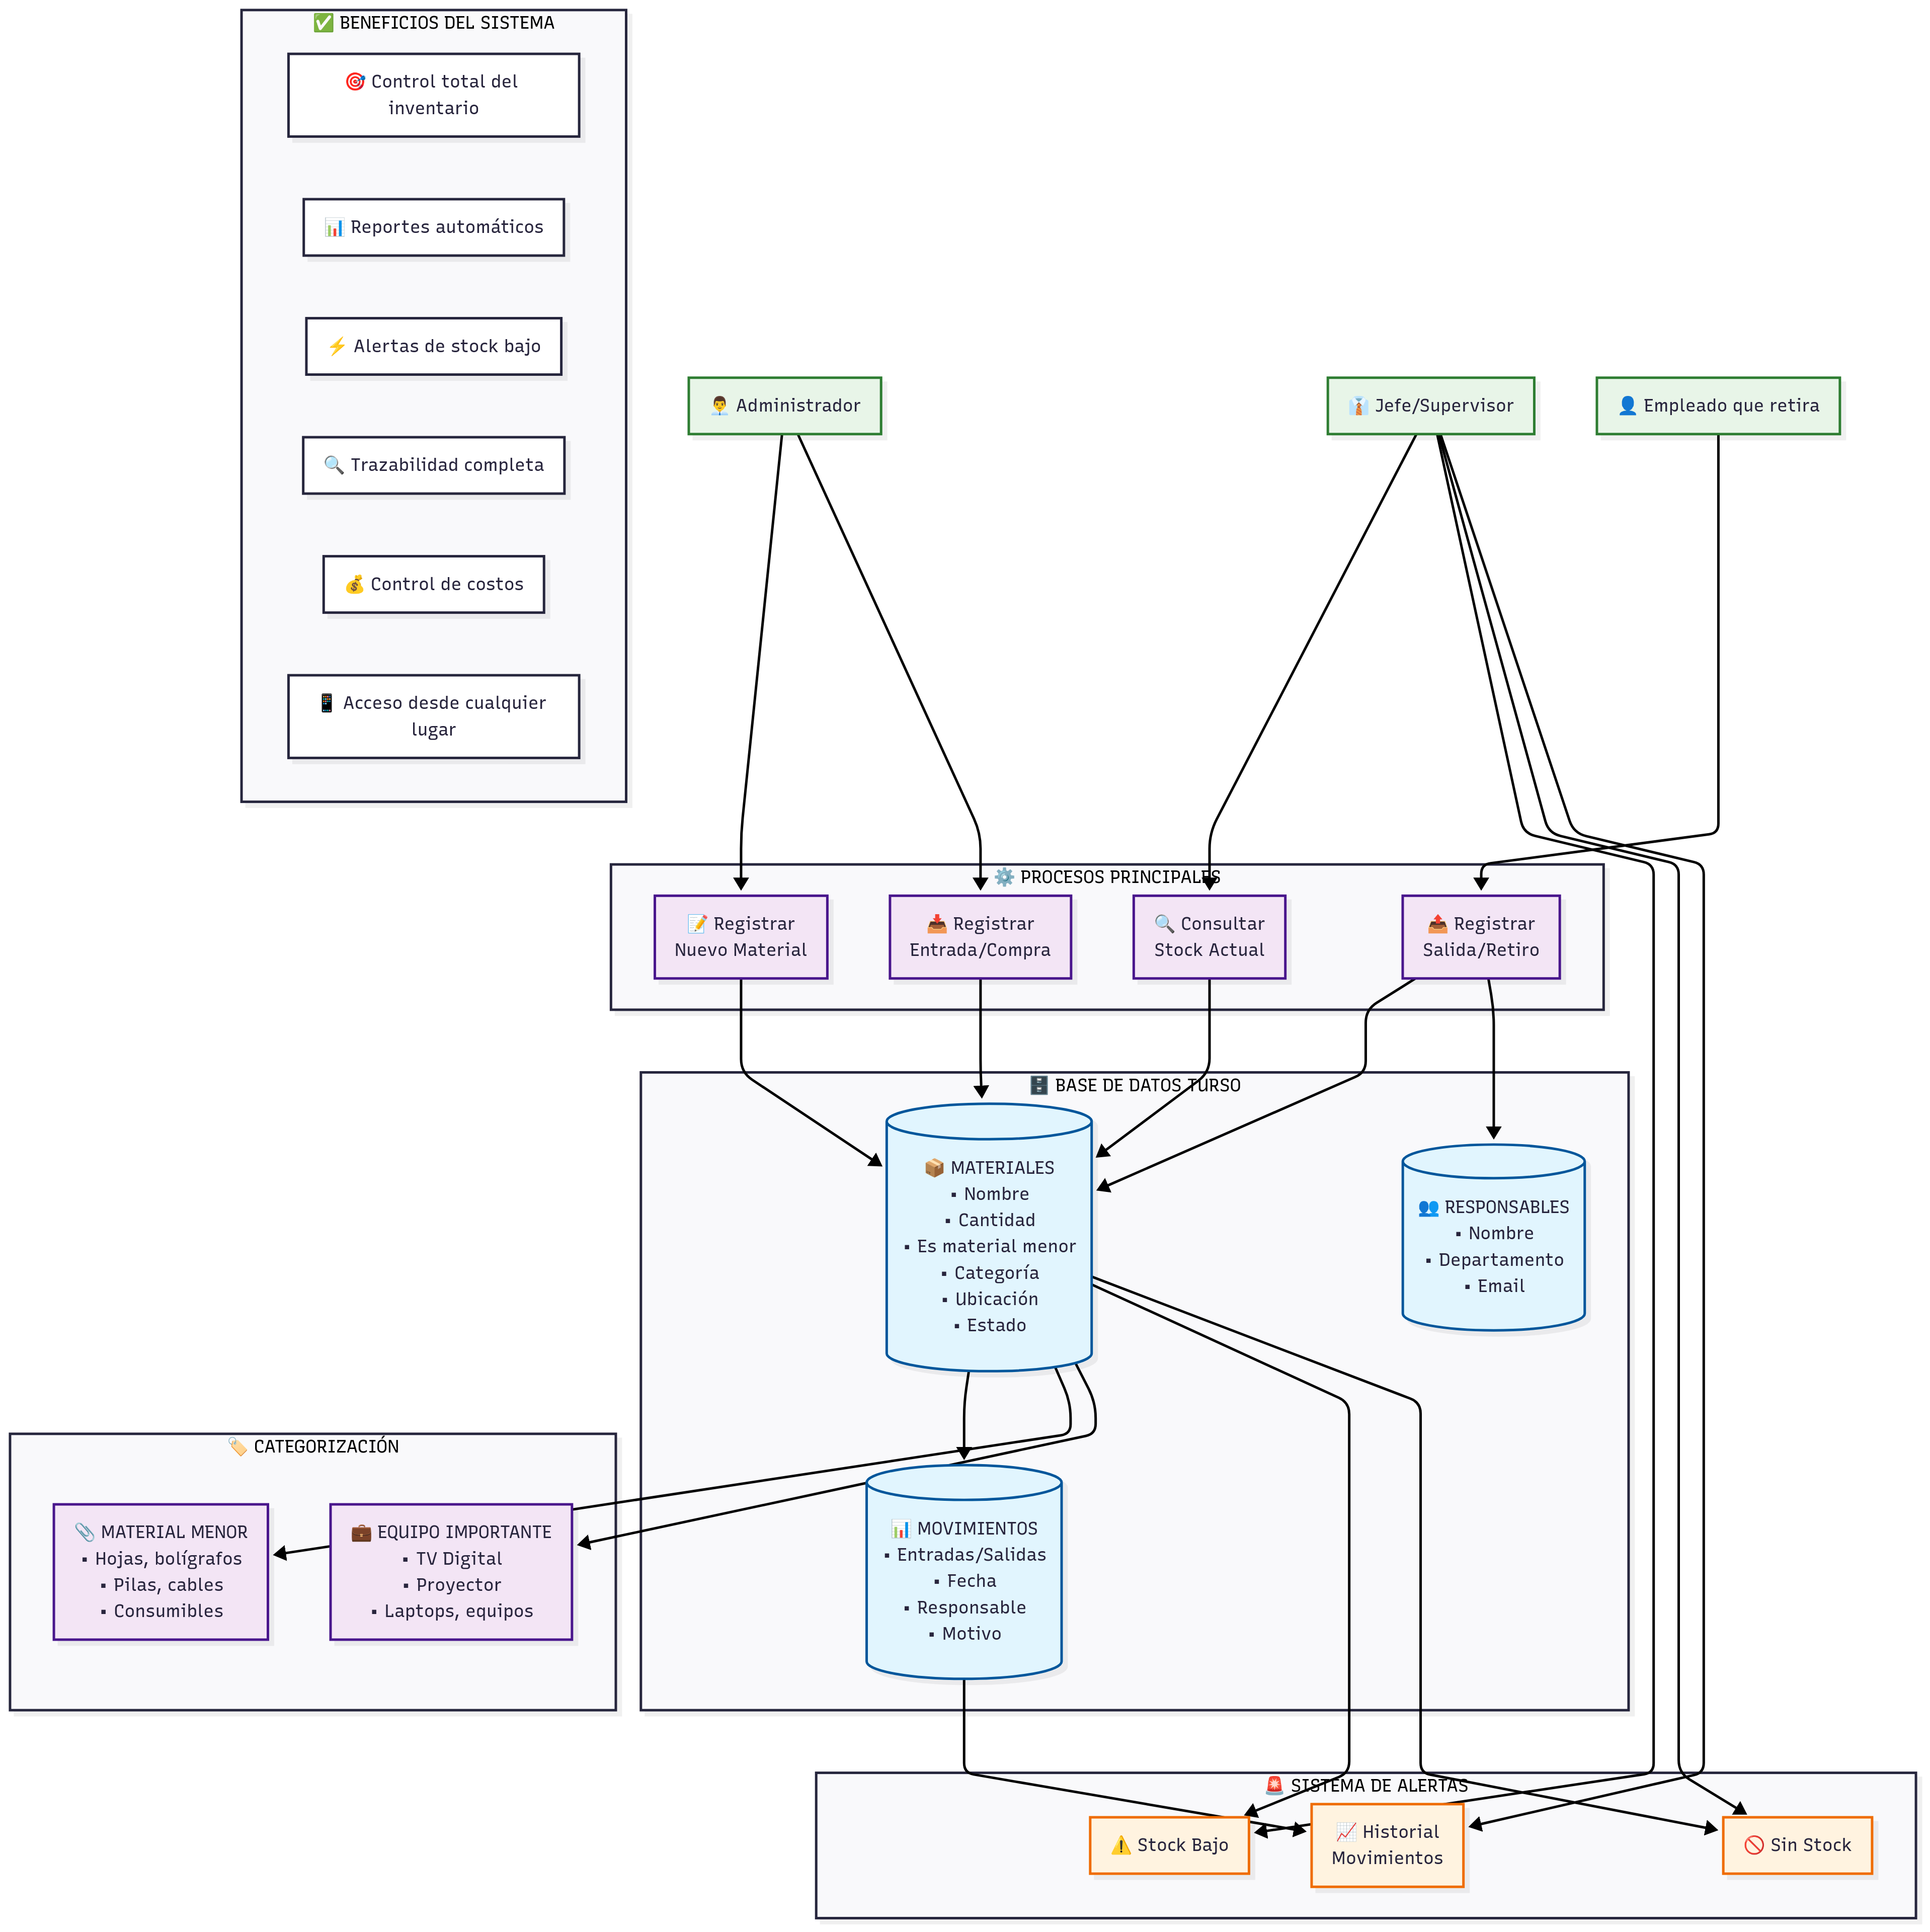 ✅ BENEFICIOS DEL SISTEMA
🎯 Control total del
inventario
📊 Reportes automáticos
⚡ Alertas de stock bajo
🔍 Trazabilidad completa
💰 Control de costos
📱 Acceso desde cualquier
lugar
👨‍💼 Administrador
👔 Jefe/Supervisor
👤 Empleado que retira
⚙️ PROCESOS PRINCIPALES
📝 Registrar
Nuevo Material
📥 Registrar
Entrada/Compra
🔍 Consultar
Stock Actual
📤 Registrar
Salida/Retiro
🗄️ BASE DE DATOS TURSO
📦 MATERIALES
▪ Nombre
▪ Cantidad
▪ Es material menor
▪ Categoría
▪ Ubicación
▪ Estado
👥 RESPONSABLES
▪ Nombre
▪ Departamento
▪ Email
📊 MOVIMIENTOS
▪ Entradas/Salidas
▪ Fecha
▪ Responsable
▪ Motivo
🏷️ CATEGORIZACIÓN
📎 MATERIAL MENOR
▪ Hojas, bolígrafos
▪ Pilas, cables
▪ Consumibles
💼 EQUIPO IMPORTANTE
▪ TV Digital
▪ Proyector
▪ Laptops, equipos
🚨 SISTEMA DE ALERTAS
⚠️ Stock Bajo
📈 Historial
Movimientos
🚫 Sin Stock